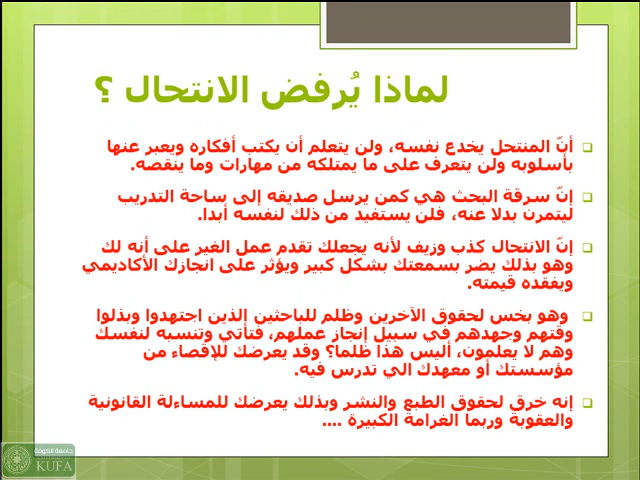 لماذا يُرفض الانتحال ؟
أنّ المنتحل يخدع نفسه، ولن يتعلم أن يكتب أفكاره ويعبر عنها
بأسلوبه ولن يتعرف على ما يمتلكه من مهارات وما ينقصه.
إنّ سرقة البحث هي كمن يرسل صديقه إلى ساحة التدريب
ليتمرن بدلا عنه، فلن يستفيد من ذلك لنفسه أبدا.
إنّ الانتحال كذب وزيف لأنه يجعلك تقدم عمل الغير على أنه لك
وهو بذلك يضر بسمعتك بشكل كبير ويؤثر على انجازك الأكاديمي
ويفقده قيمته.
وهو بخس لحقوق الآخرين وظلم للباحثين الذين اجتهدوا وبذلوا
وقتهم وجهدهم في سبيل إنجاز عملهم، فتأتي وتنسبه لنفسك
وهم لا يعلمون، أليس هذا ظلما؟ وقد يعرضك للإقصاء من
مؤسستك أو معهدك الي تدرس فيه.
إنه خرق لحقوق الطبع والنشر وبذلك يعرضك للمساءلة القانونية
والعقوبة وربما الغرامة الكبيرة ....
جامعة الكوفة
KUFA